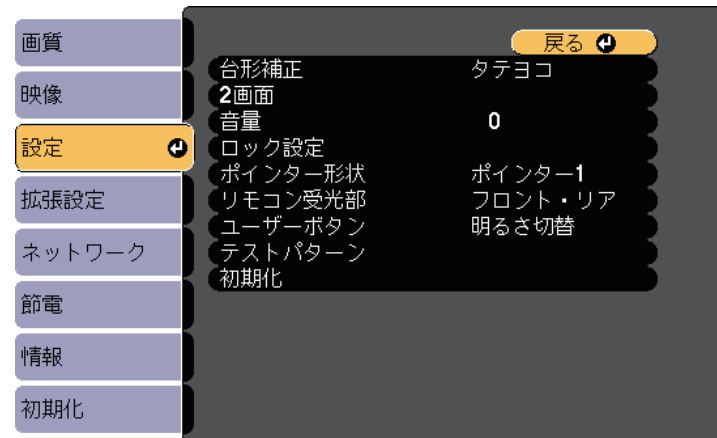 画質
映像
設定
拡張設定
ネットワーク
節電
情報
初期化
戻る
台形補正 タテヨコ
2画面
音量 0
ロック設定
ポインター形状 ポインター1
リモコン受光部 フロント・リア
ユーザーボタン 明るさ切替
テストパターン
初期化